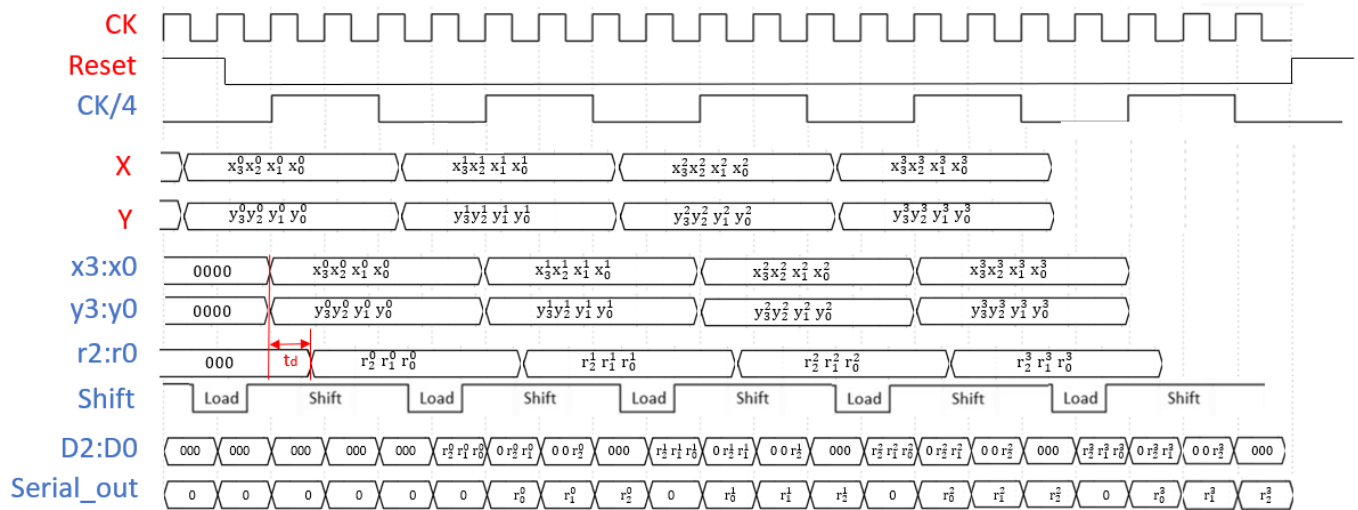 CK
Reset
CK/4
X x₃⁰x₂⁰ x₁⁰ x₀⁰ x₃¹x₂¹ x₁¹ x₀¹ x₃²x₂² x₁² x₀² x₃³x₂³ x₁³ x₀³
Y y₃⁰y₂⁰ y₁⁰ y₀⁰ y₃¹y₂¹ y₁¹ y₀¹ y₃²y₂² y₁² y₀² y₃³y₂³ y₁³ y₀³
x3:x0 0000 x₃⁰x₂⁰ x₁⁰ x₀⁰ x₃¹x₂¹ x₁¹ x₀¹ x₃²x₂² x₁² x₀² x₃³x₂³ x₁³ x₀³
y3:y0 0000 y₃⁰y₂⁰ y₁⁰ y₀⁰ y₃¹y₂¹ y₁¹ y₀¹ y₃²y₂² y₁² y₀² y₃³y₂³ y₁³ y₀³
r2:r0 000 td r₂⁰ r₁⁰ r₀⁰ r₂¹ r₁¹ r₀¹ r₂² r₁² r₀² r₂³ r₁³ r₀³
Shift Load Shift Load Shift Load Shift Load Shift Load Shift
D2:D0 000 000 000 000 000 r₂⁰ r₁⁰ r₀⁰ 0 r₂⁰ r₁⁰ 0 0 r₂⁰ 000 r₂¹ r₁¹ r₀¹ 0 r₂¹ r₁¹ 0 0 r₂¹ 000 r₂² r₁² r₀² 0 r₂² r₁² 0 0 r₂² 000 r₂³ r₁³ r₀³ 0 r₂³ r₁³ 0 0 r₂³ 000
Serial_out 0 0 0 0 0 0 r₀⁰ r₁⁰ r₂⁰ 0 r₀¹ r₁¹ r₂¹ 0 r₀² r₁² r₂² 0 r₀³ r₁³ r₂³